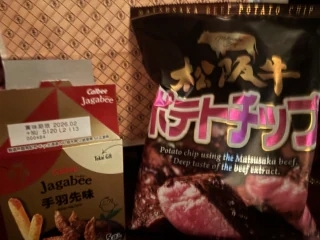 MATSUSAKA BEEF POTATO CHIP
松阪牛
ポテトチップ
Potato chip using the Matsusaka beef.
Deep taste of the beef extract.
Calbee
Jagabee
賞味期限 2026.02
Jagabee
手羽先味